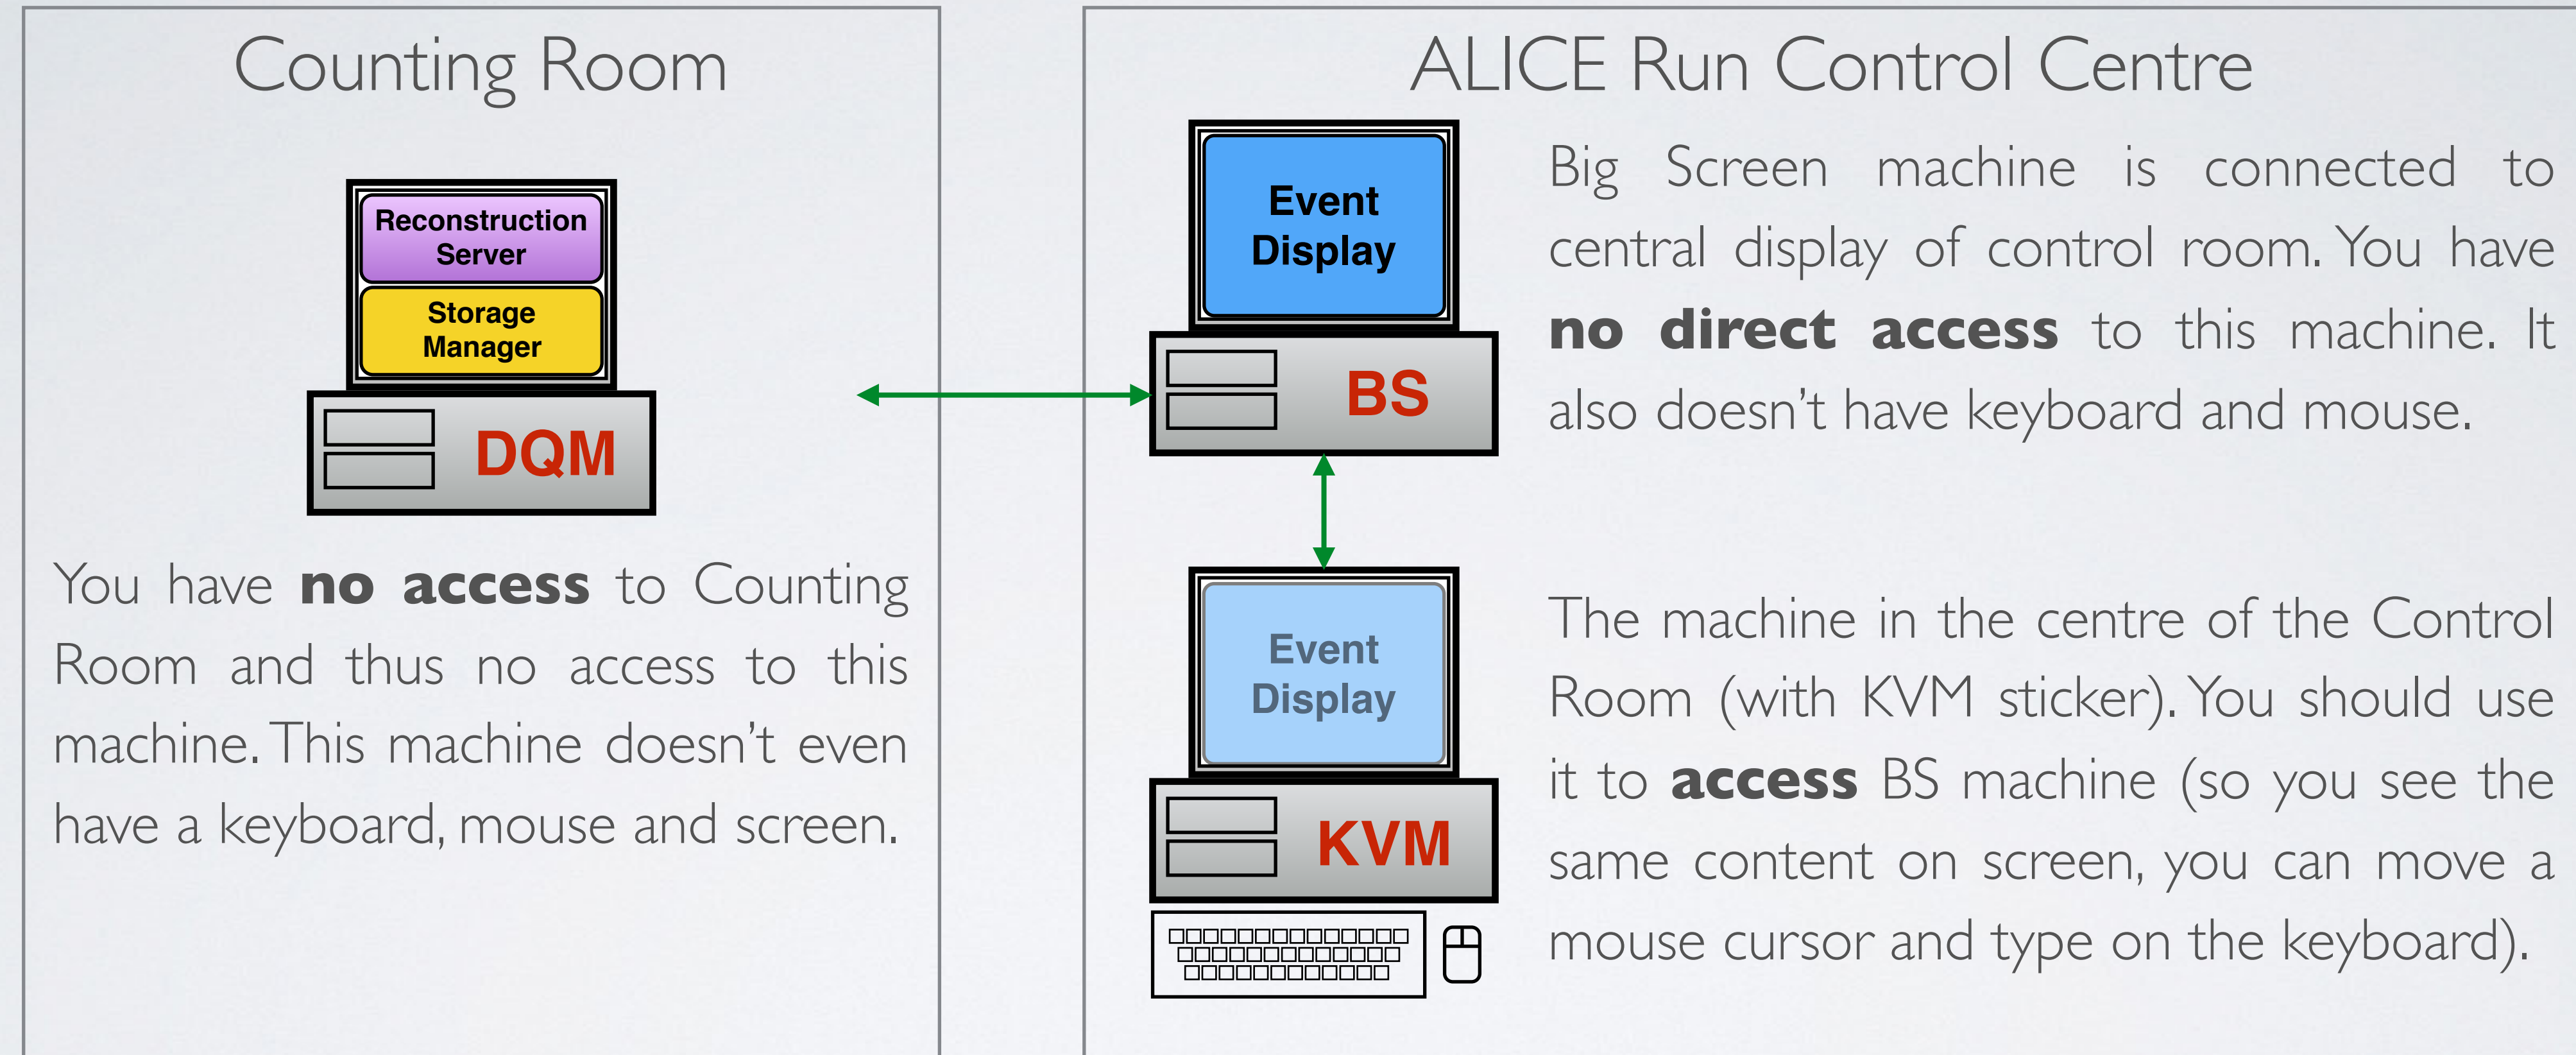 Counting Room
Reconstruction
Server
Storage
Manager
DQM
You have no access to Counting
Room and thus no access to this
machine. This machine doesn’t even
have a keyboard, mouse and screen.
ALICE Run Control Centre
Event
Display
BS
Big Screen machine is connected to
central display of control room. You have
no direct access to this machine. It
also doesn’t have keyboard and mouse.
Event
Display
KVM
The machine in the centre of the Control
Room (with KVM sticker). You should use
it to access BS machine (so you see the
same content on screen, you can move a
mouse cursor and type on the keyboard).